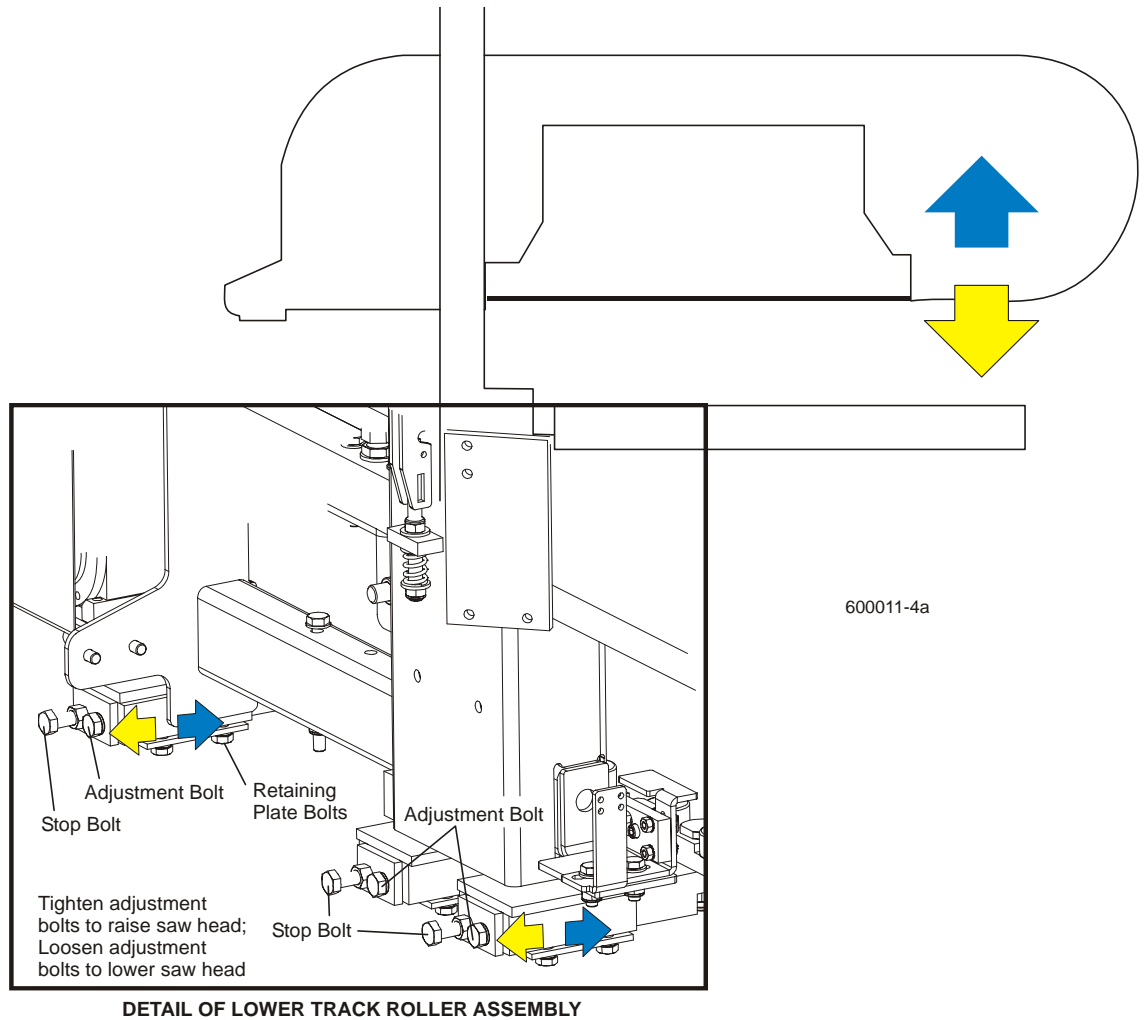 600011-4a
Adjustment Bolt
Stop Bolt
Retaining
Plate Bolts
Adjustment Bolt
Stop Bolt
Tighten adjustment
bolts to raise saw head;
Loosen adjustment
bolts to lower saw head
DETAIL OF LOWER TRACK ROLLER ASSEMBLY